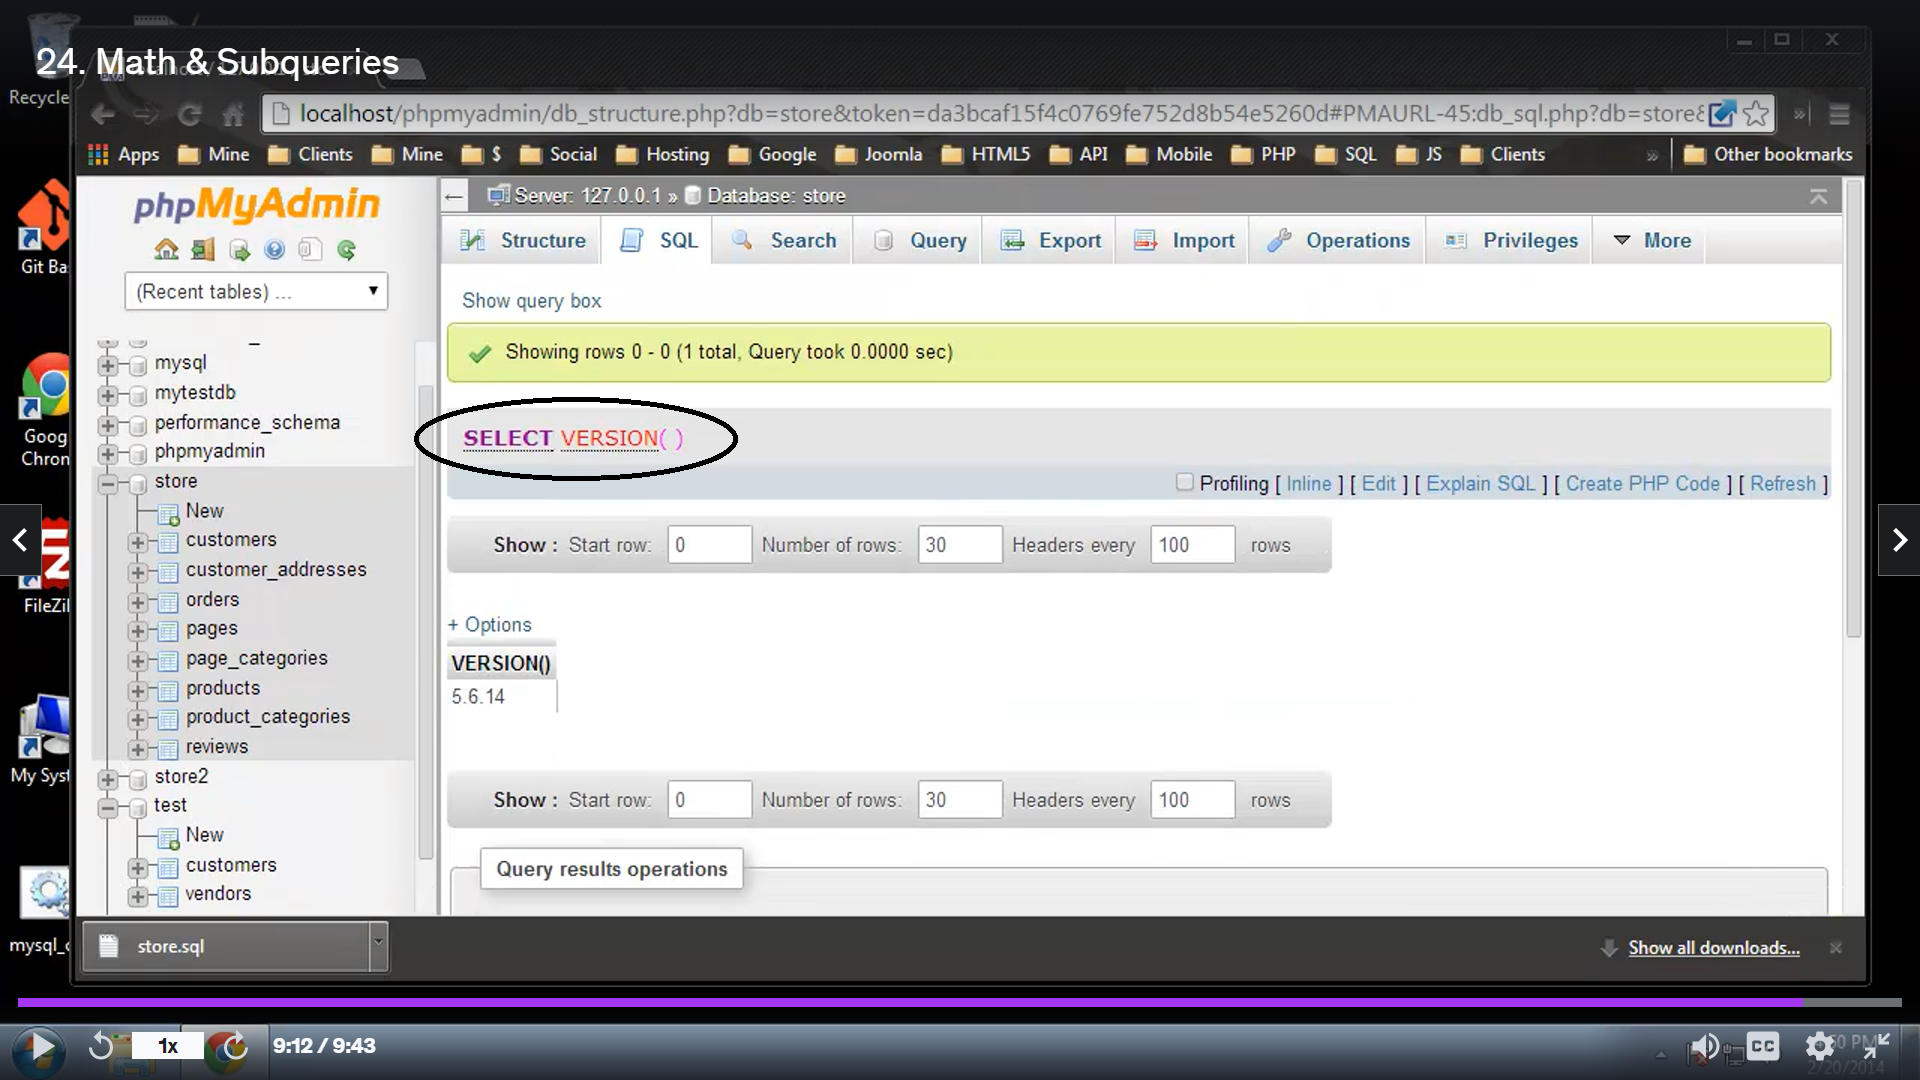 24. Math & Subqueries
Recycle
localhost/phpmyadmin/db_structure.php?db=store&token=da3bcaf15f4c0769fe752d8b54e5260d#PMAURL-45:db_sql.php?db=store&
Apps Mine Clients Mine $ Social Hosting Google Joomla HTML5 API Mobile PHP SQL JS Clients » Other bookmarks
phpMyAdmin
Server: 127.0.0.1 » Database: store
Structure SQL Search Query Export Import Operations Privileges More
Git Ba
(Recent tables) ...
Show query box
Showing rows 0 - 0 (1 total, Query took 0.0000 sec)
mysql
mytestdb
performance_schema
phpmyadmin
store
New
customers
customer_addresses
orders
pages
page_categories
products
product_categories
reviews
store2
test
New
customers
vendors
SELECT VERSION( )
Profiling [ Inline ] [ Edit ] [ Explain SQL ] [ Create PHP Code ] [ Refresh ]
Show : Start row: 0 Number of rows: 30 Headers every 100 rows
+ Options
VERSION()
5.6.14
Show : Start row: 0 Number of rows: 30 Headers every 100 rows
Query results operations
Goog
Chron
FileZil
My Syst
mysql_c
store.sql
Show all downloads...
1x
9:12 / 9:43
CC
50 PM
2/20/2014